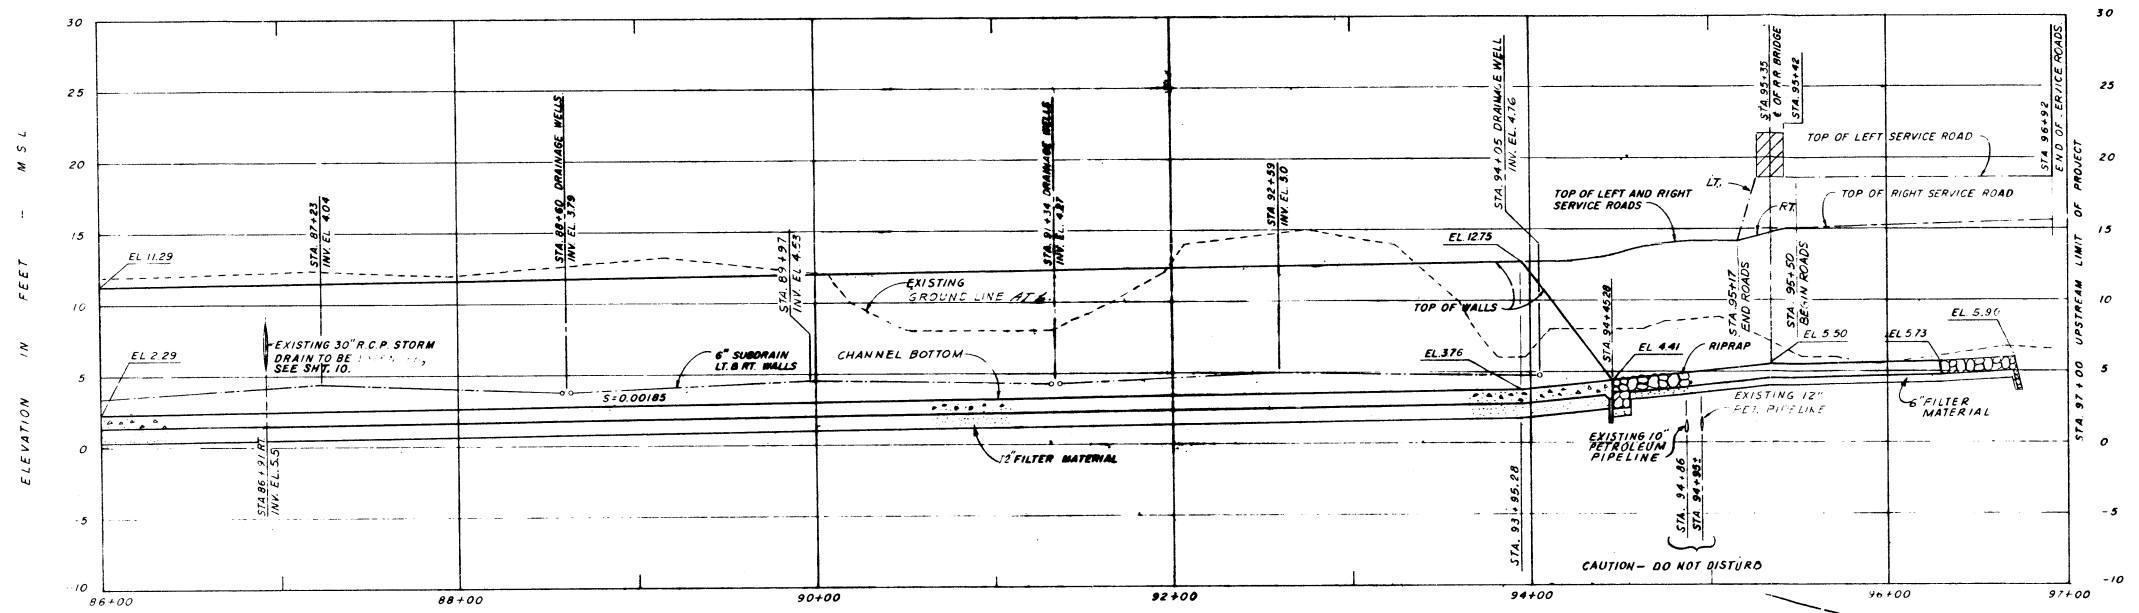 30
25
20
15
10
5
0
-5
-10
ELEVATION IN FEET - MSL
86+00
88+00
90+00
92+00
94+00
96+00
97+00
30
25
20
15
10
5
0
-5
-10
STA. 97+00 UPSTREAM LIMIT OF PROJECT
EL 11.29
EL 2.29
STA. 87+23
INV. EL 4.04
EXISTING 30" R.C.P. STORM
DRAIN TO BE
SEE SHT. 10.
STA 86+91 RT.
INV. EL. 5.5
STA. 88+60 DRAINAGE WELLS
INV. EL. 3.79
S=0.00185
6" SUBDRAIN
LT. & RT. WALLS
STA. 89+97
INV. EL 4.53
EXISTING
GROUND LINE AT ℄
CHANNEL BOTTOM
12" FILTER MATERIAL
STA. 91+34 DRAINAGE WELLS
INV. EL. 4.27
STA. 92+59
INV. EL. 5.0
STA. 94+05 DRAINAGE WELL
INV. EL. 4.76
EL. 12.75
TOP OF WALLS
EL. 3.76
STA. 93+95.28
STA. 94+45.28
EL 4.41
RIPRAP
TOP OF LEFT AND RIGHT
SERVICE ROADS
LT.
RT.
STA. 95+35
℄ OF R.R. BRIDGE
STA. 95+42
TOP OF LEFT SERVICE ROAD
TOP OF RIGHT SERVICE ROAD
STA. 96+92
END OF SERVICE ROADS
STA. 95+17
END ROADS
STA. 95+50
BEGIN ROADS
EL 5.50
EL 5.73
EL. 5.90
EXISTING 12"
PET. PIPELINE
EXISTING 10"
PETROLEUM
PIPELINE
6" FILTER
MATERIAL
STA. 94+86
STA. 94+95±
CAUTION - DO NOT DISTURB